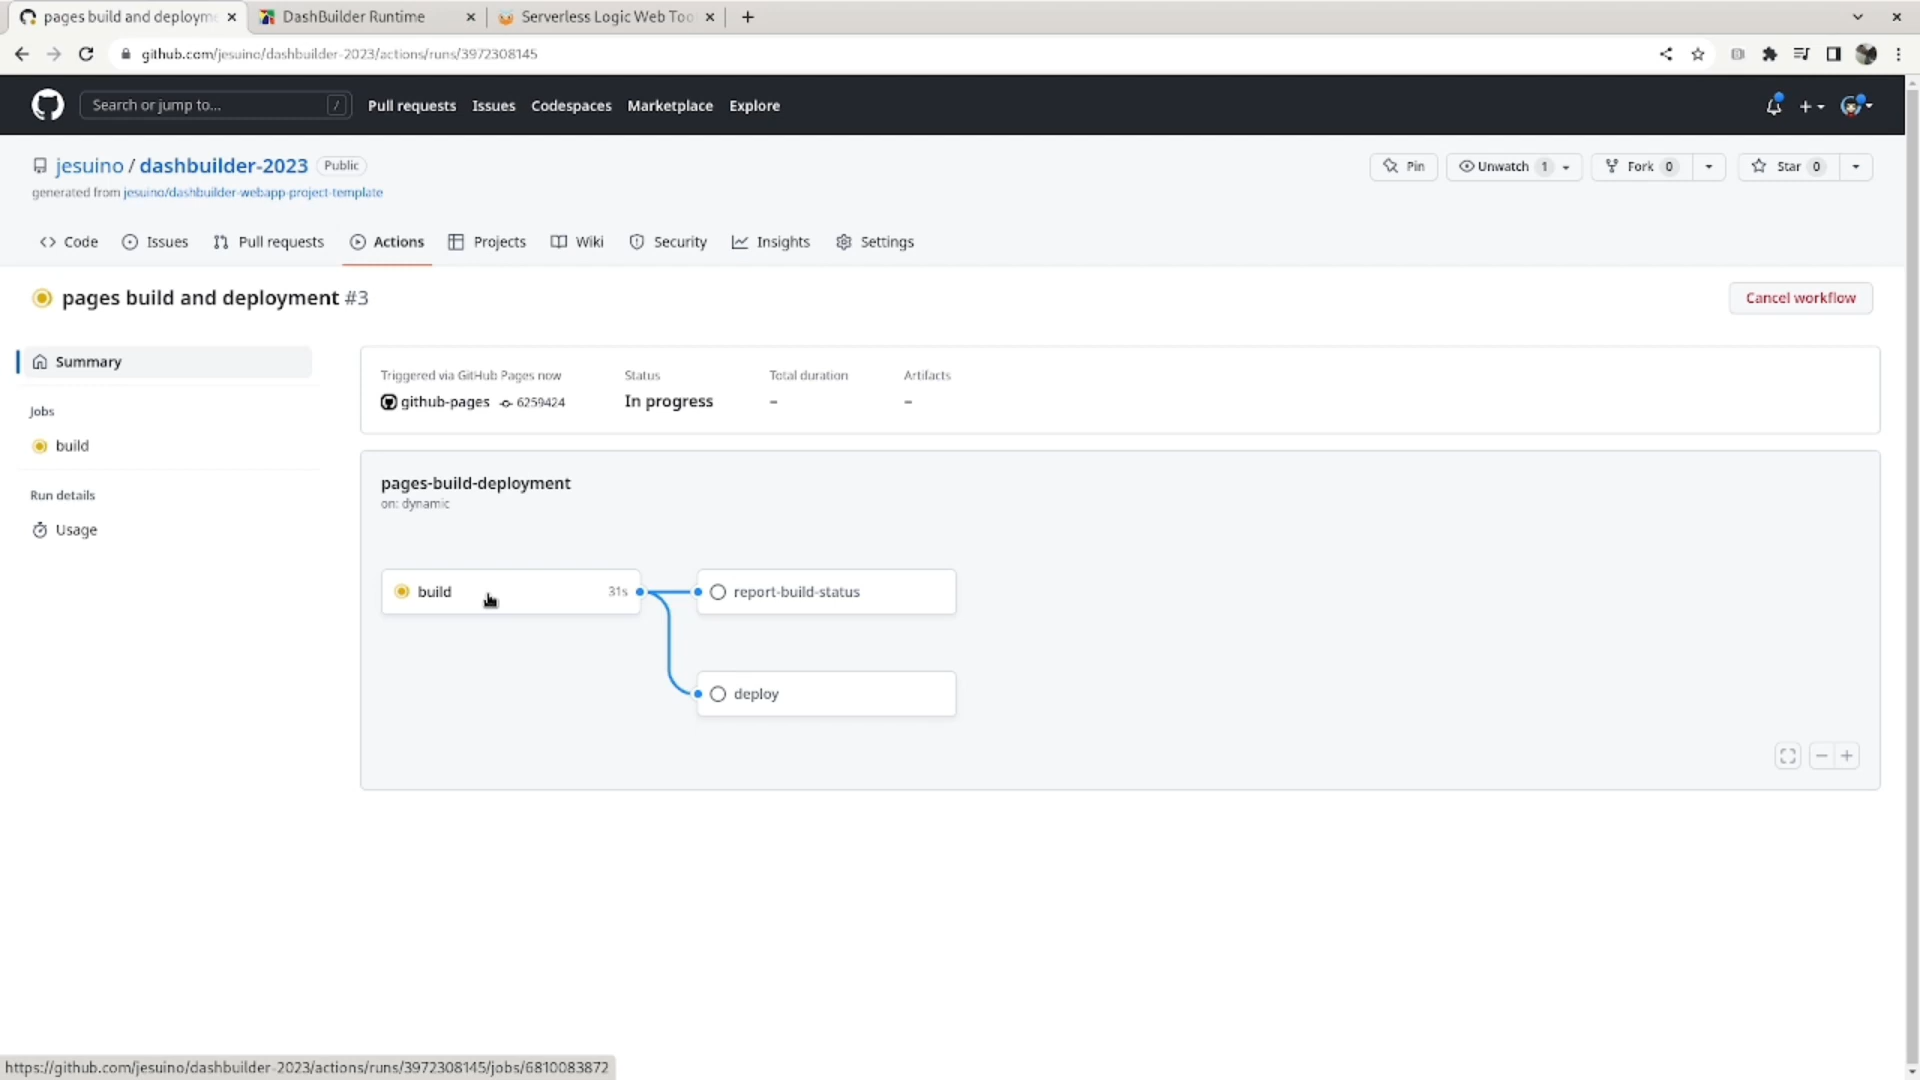 pages build and deploym
DashBuilder Runtime
Serverless Logic Web Too
github.com/jesuino/dashbuilder-2023/actions/runs/3972308145
Search or jump to...
/
Pull requests
Issues
Codespaces
Marketplace
Explore
jesuino / dashbuilder-2023
Public
generated from jesuino/dashbuilder-webapp-project-template
Pin
Unwatch 1
Fork 0
Star 0
Code
Issues
Pull requests
Actions
Projects
Wiki
Security
Insights
Settings
pages build and deployment #3
Cancel workflow
Summary
Jobs
build
Run details
Usage
Triggered via GitHub Pages now
github-pages 6259424
Status
In progress
Total duration
–
Artifacts
–
pages-build-deployment
on: dynamic
build 31s
report-build-status
deploy
https://github.com/jesuino/dashbuilder-2023/actions/runs/3972308145/jobs/6810083872